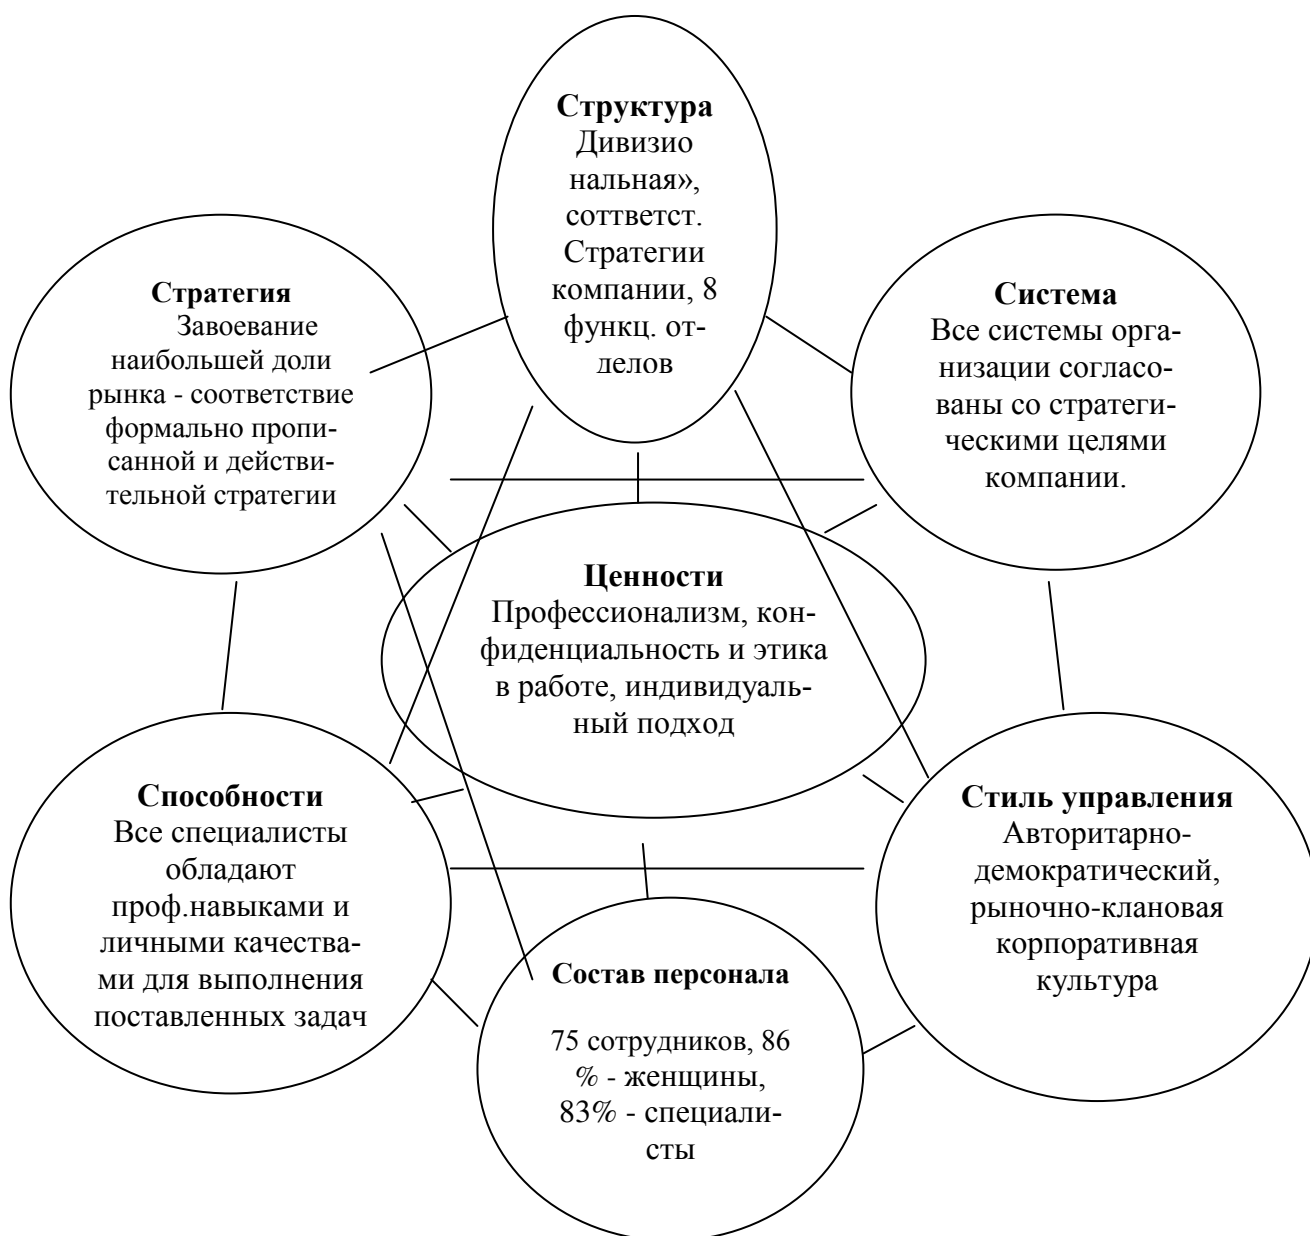 Структура
Дивизио
нальная»,
соттветст.
Стратегии
компании, 8
функц. от-
делов
Стратегия
Завоевание
наибольшей доли
рынка - соответствие
формально пропи-
санной и действи-
тельной стратегии
Система
Все системы орга-
низации согласо-
ваны со стратеги-
ческими целями
компании.
Ценности
Профессионализм, кон-
фиденциальность и этика
в работе, индивидуаль-
ный подход
Способности
Все специалисты
обладают
проф.навыками и
личными качества-
ми для выполнения
поставленных задач
Стиль управления
Авторитарно-
демократический,
рыночно-клановая
корпоративная
культура
Состав персонала
75 сотрудников, 86
% - женщины,
83% - специали-
сты